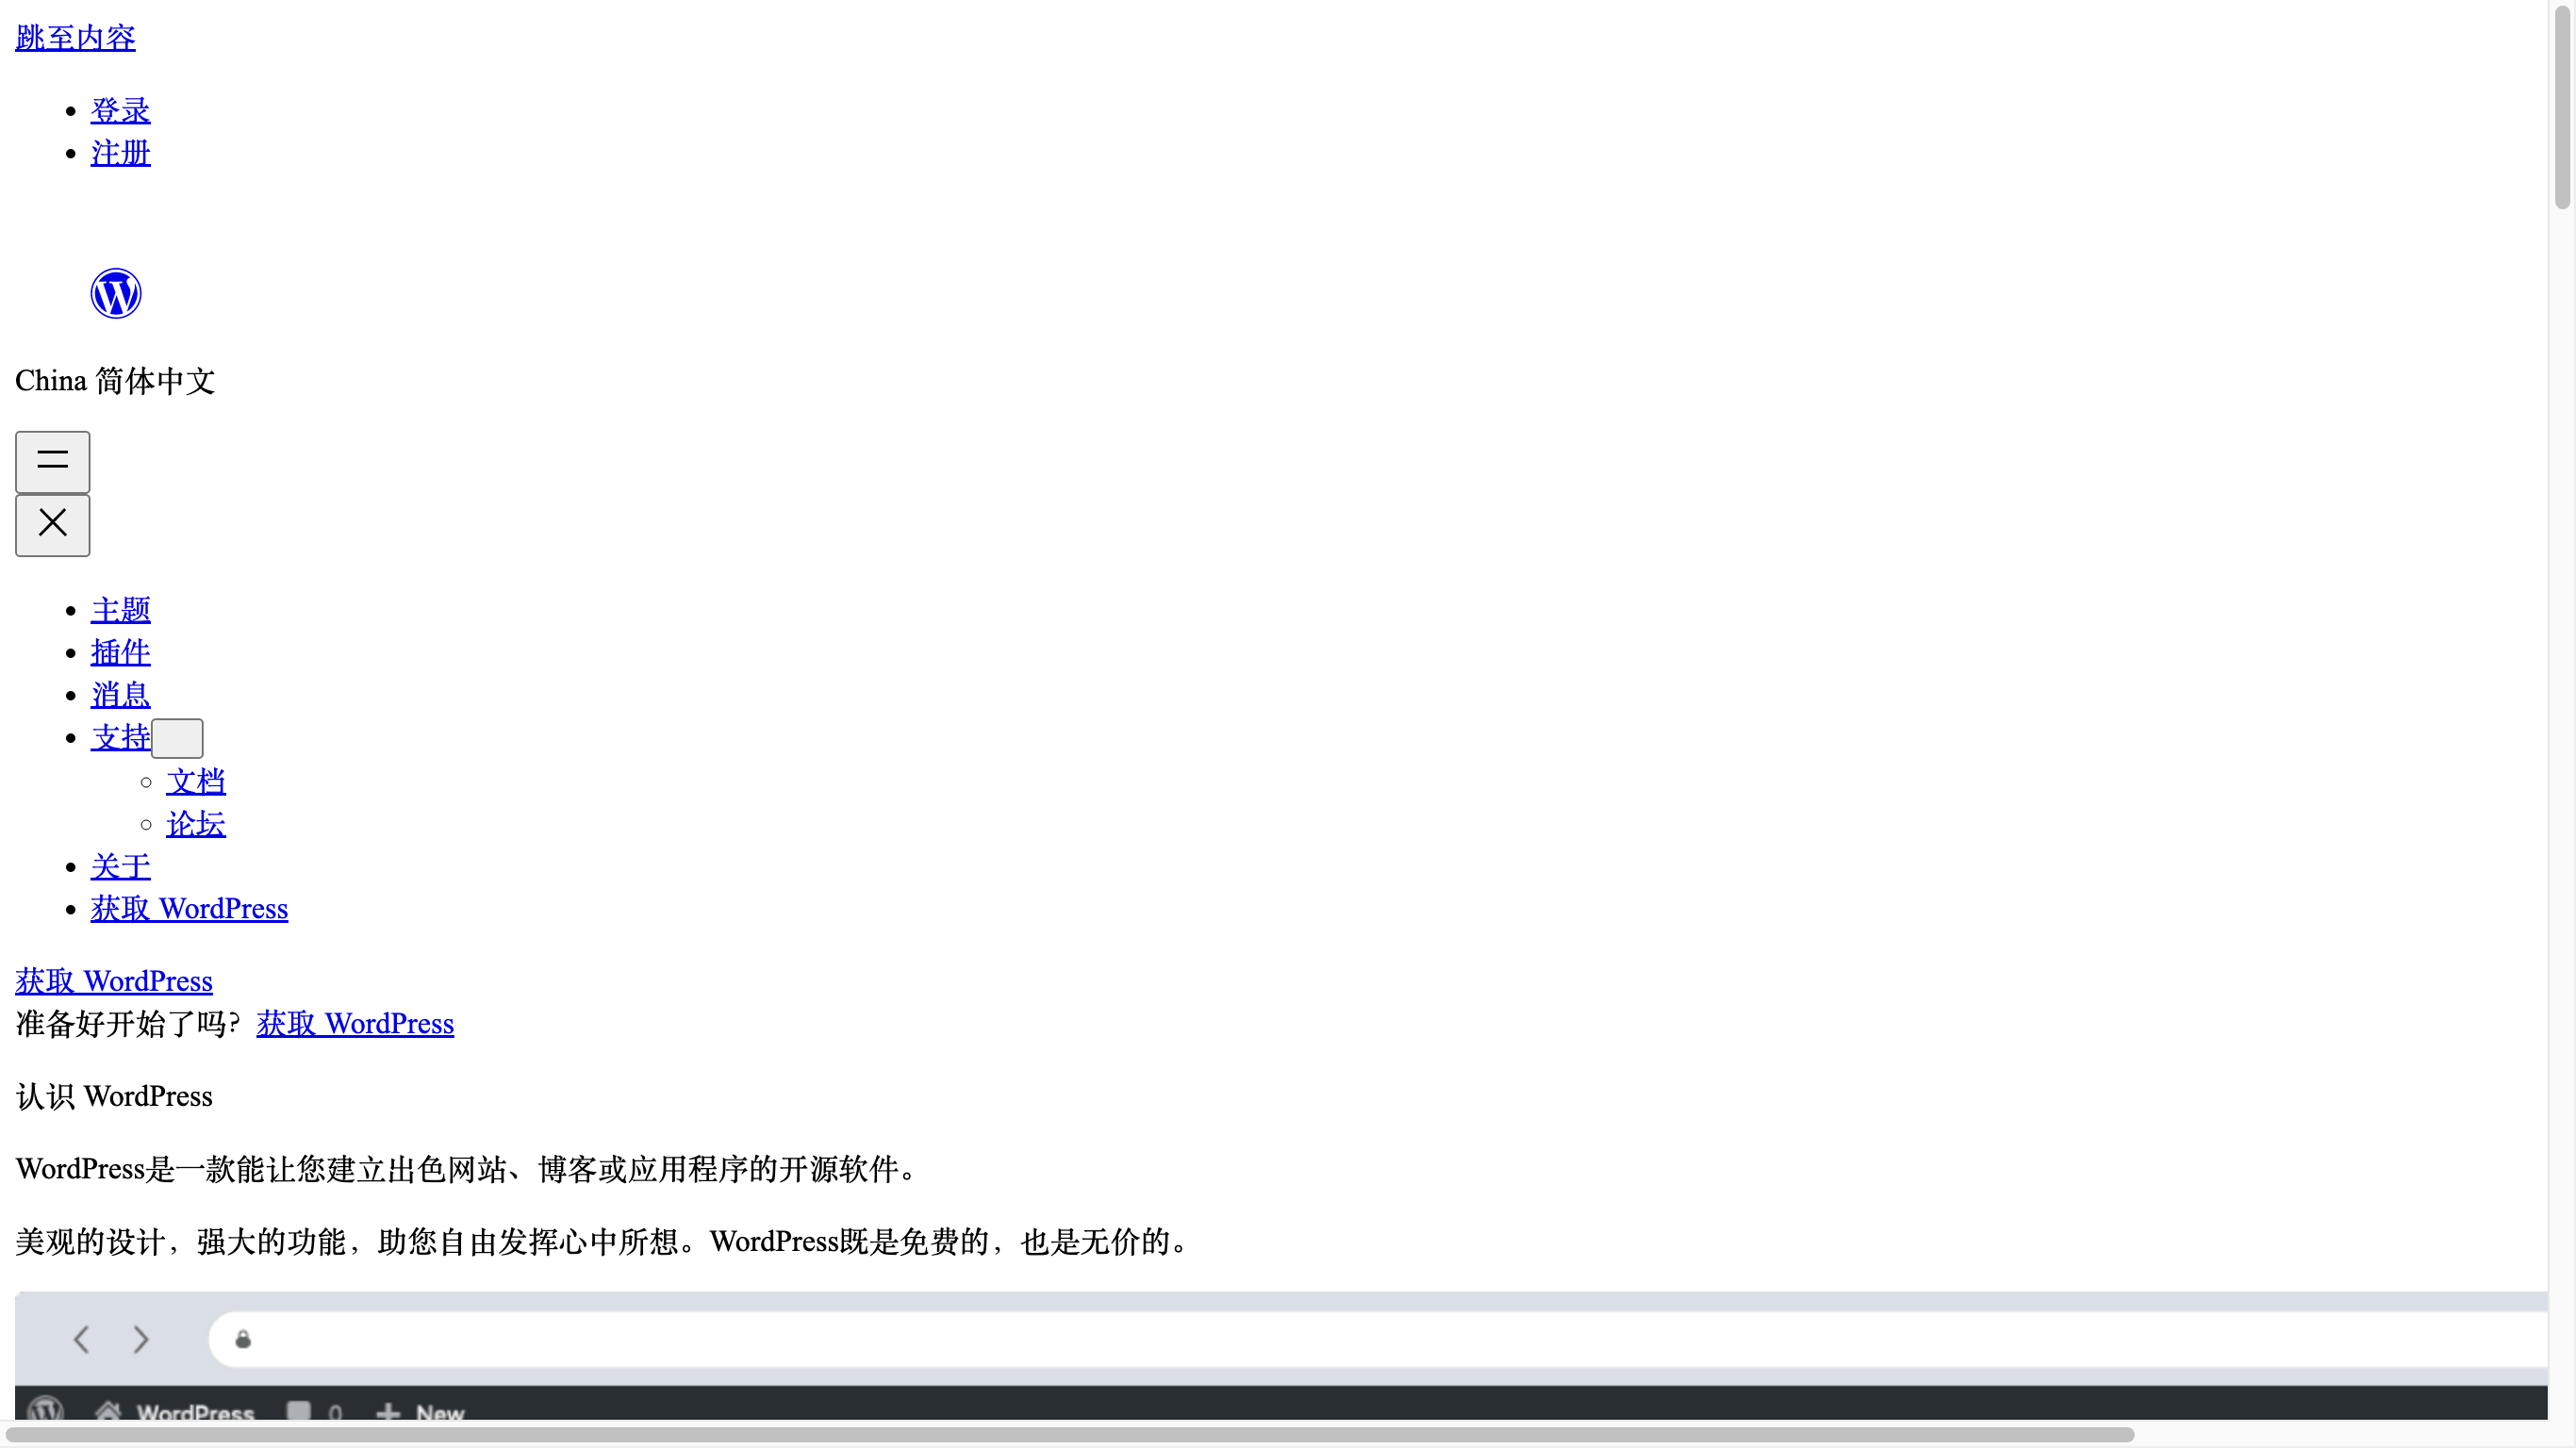 跳至内容
登录
注册
China 简体中文
主题
插件
消息
支持
文档
论坛
关于
获取 WordPress
获取 WordPress
准备好开始了吗？获取 WordPress
认识 WordPress
WordPress是一款能让您建立出色网站、博客或应用程序的开源软件。
美观的设计，强大的功能，助您自由发挥心中所想。WordPress既是免费的，也是无价的。
WordPress 0 New